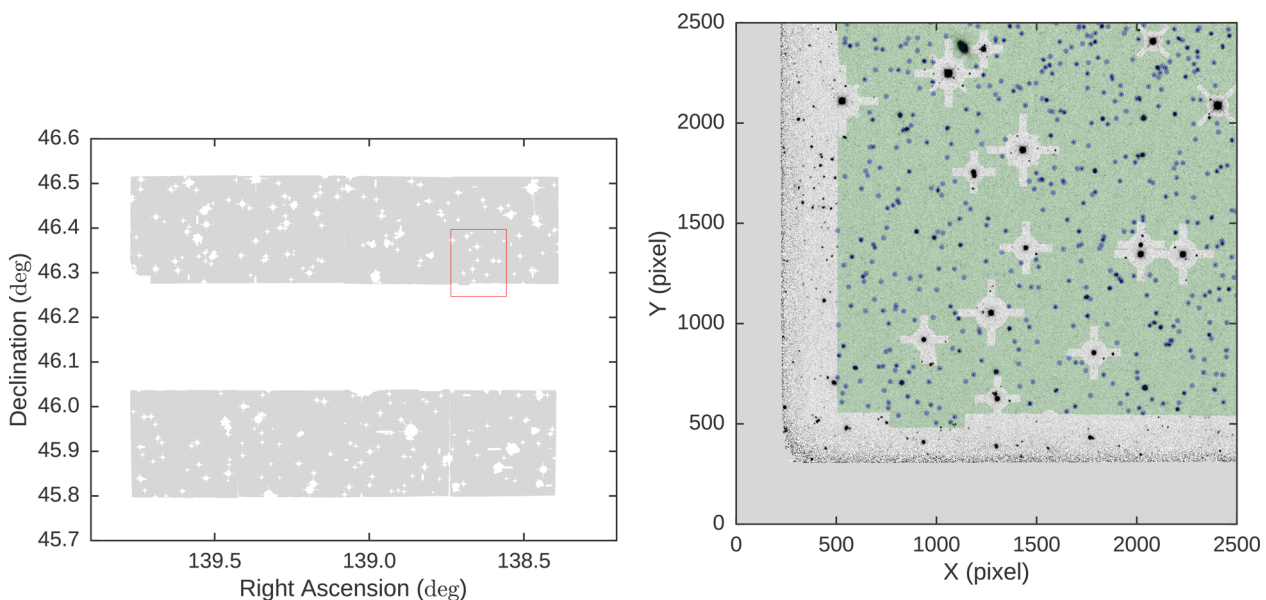 46.6
46.5
46.4
46.3
46.2
46.1
46.0
45.9
45.8
45.7
Declination (deg)
139.5 139.0 138.5
Right Ascension (deg)
2500
2000
1500
1000
500
0
Y (pixel)
0 500 1000 1500 2000 2500
X (pixel)